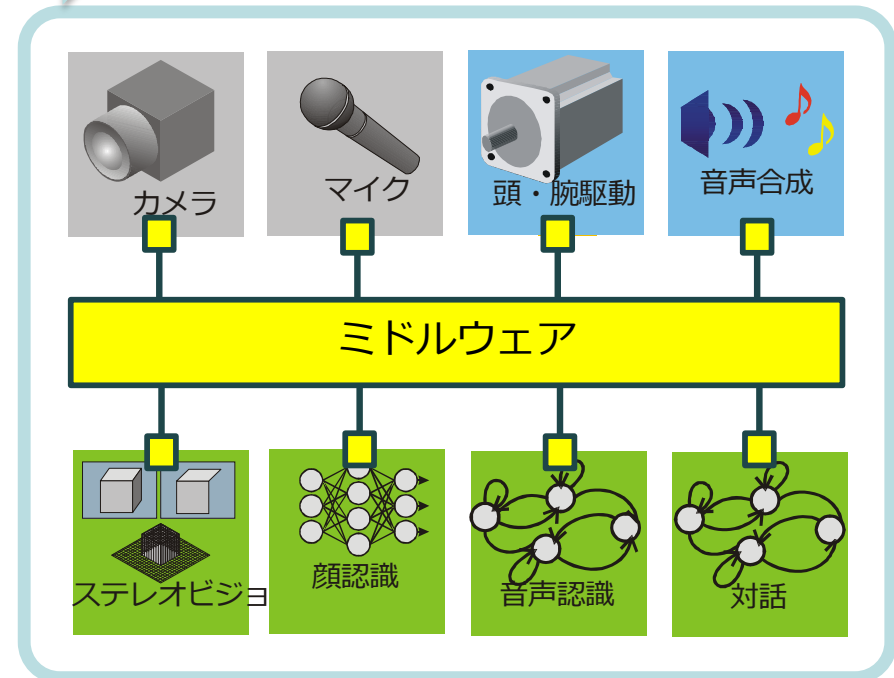 カメラ
マイク
頭・腕駆動
音声合成
ミドルウェア
ステレオビジョ
顔認識
音声認識
対話